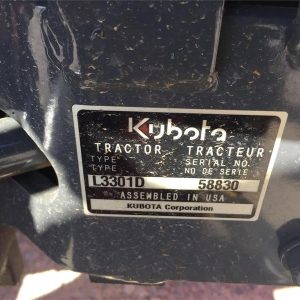 Kubota
TRACTOR TRACTEUR
TYPE SERIAL NO.
TYPE NO DE SERIE
L3301D 58830
ASSEMBLED IN USA
KUBOTA Corporation